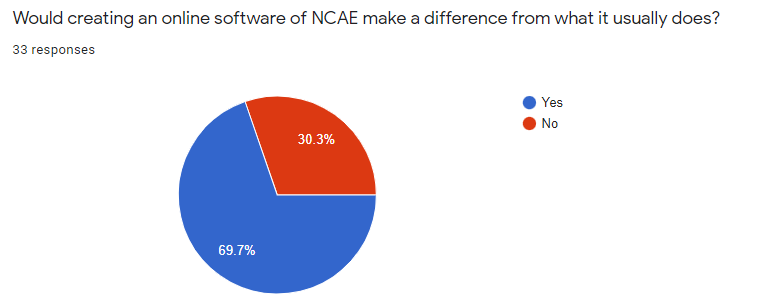 Would creating an online software of NCAE make a difference from what it usually does?
33 responses
Yes
No
30.3%
69.7%